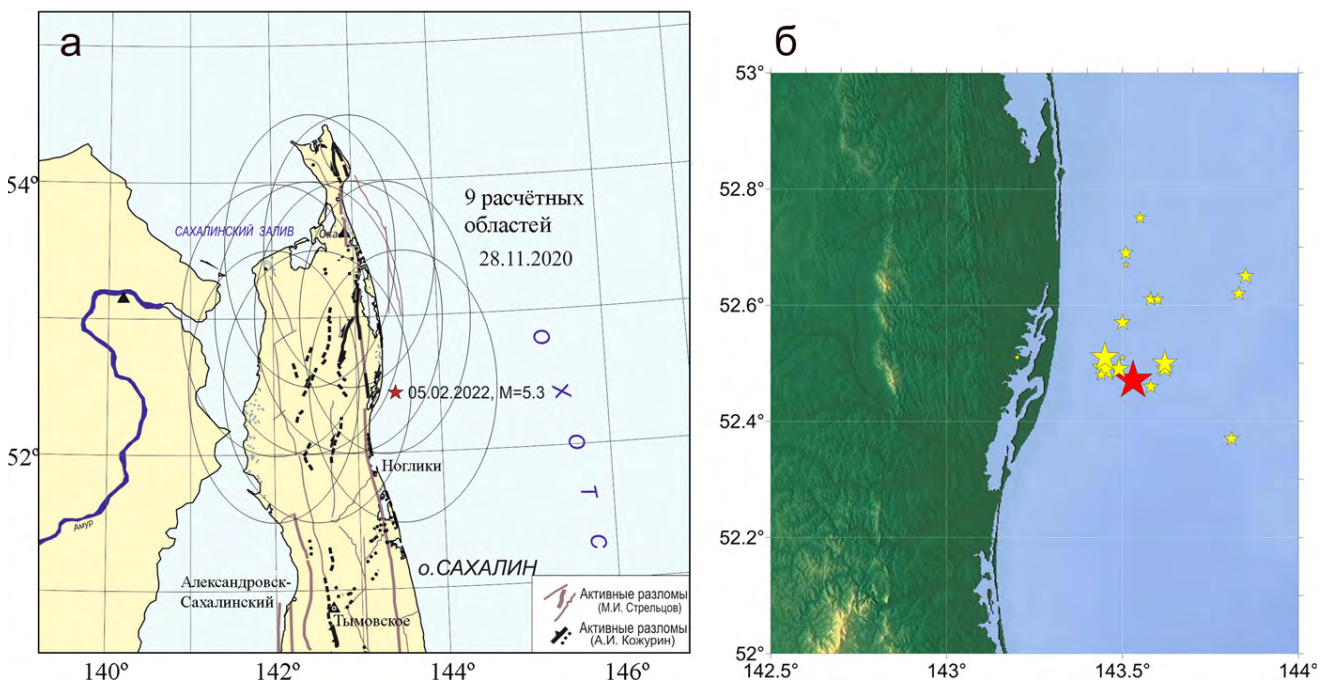 а
54°
52°
САХАЛИНСКИЙ ЗАЛИВ
Оха
9 расчётных
областей
28.11.2020
05.02.2022, М=5.3
О
Х
О
Т
С
Ноглики
Амур
о.САХАЛИН
Александровск-
Сахалинский
Тымовское
Активные разломы
(М.И. Стрельцов)
Активные разломы
(А.И. Кожурин)
140°
142°
144°
146°
б
53°
52.8°
52.6°
52.4°
52.2°
52°
142.5°
143°
143.5°
144°